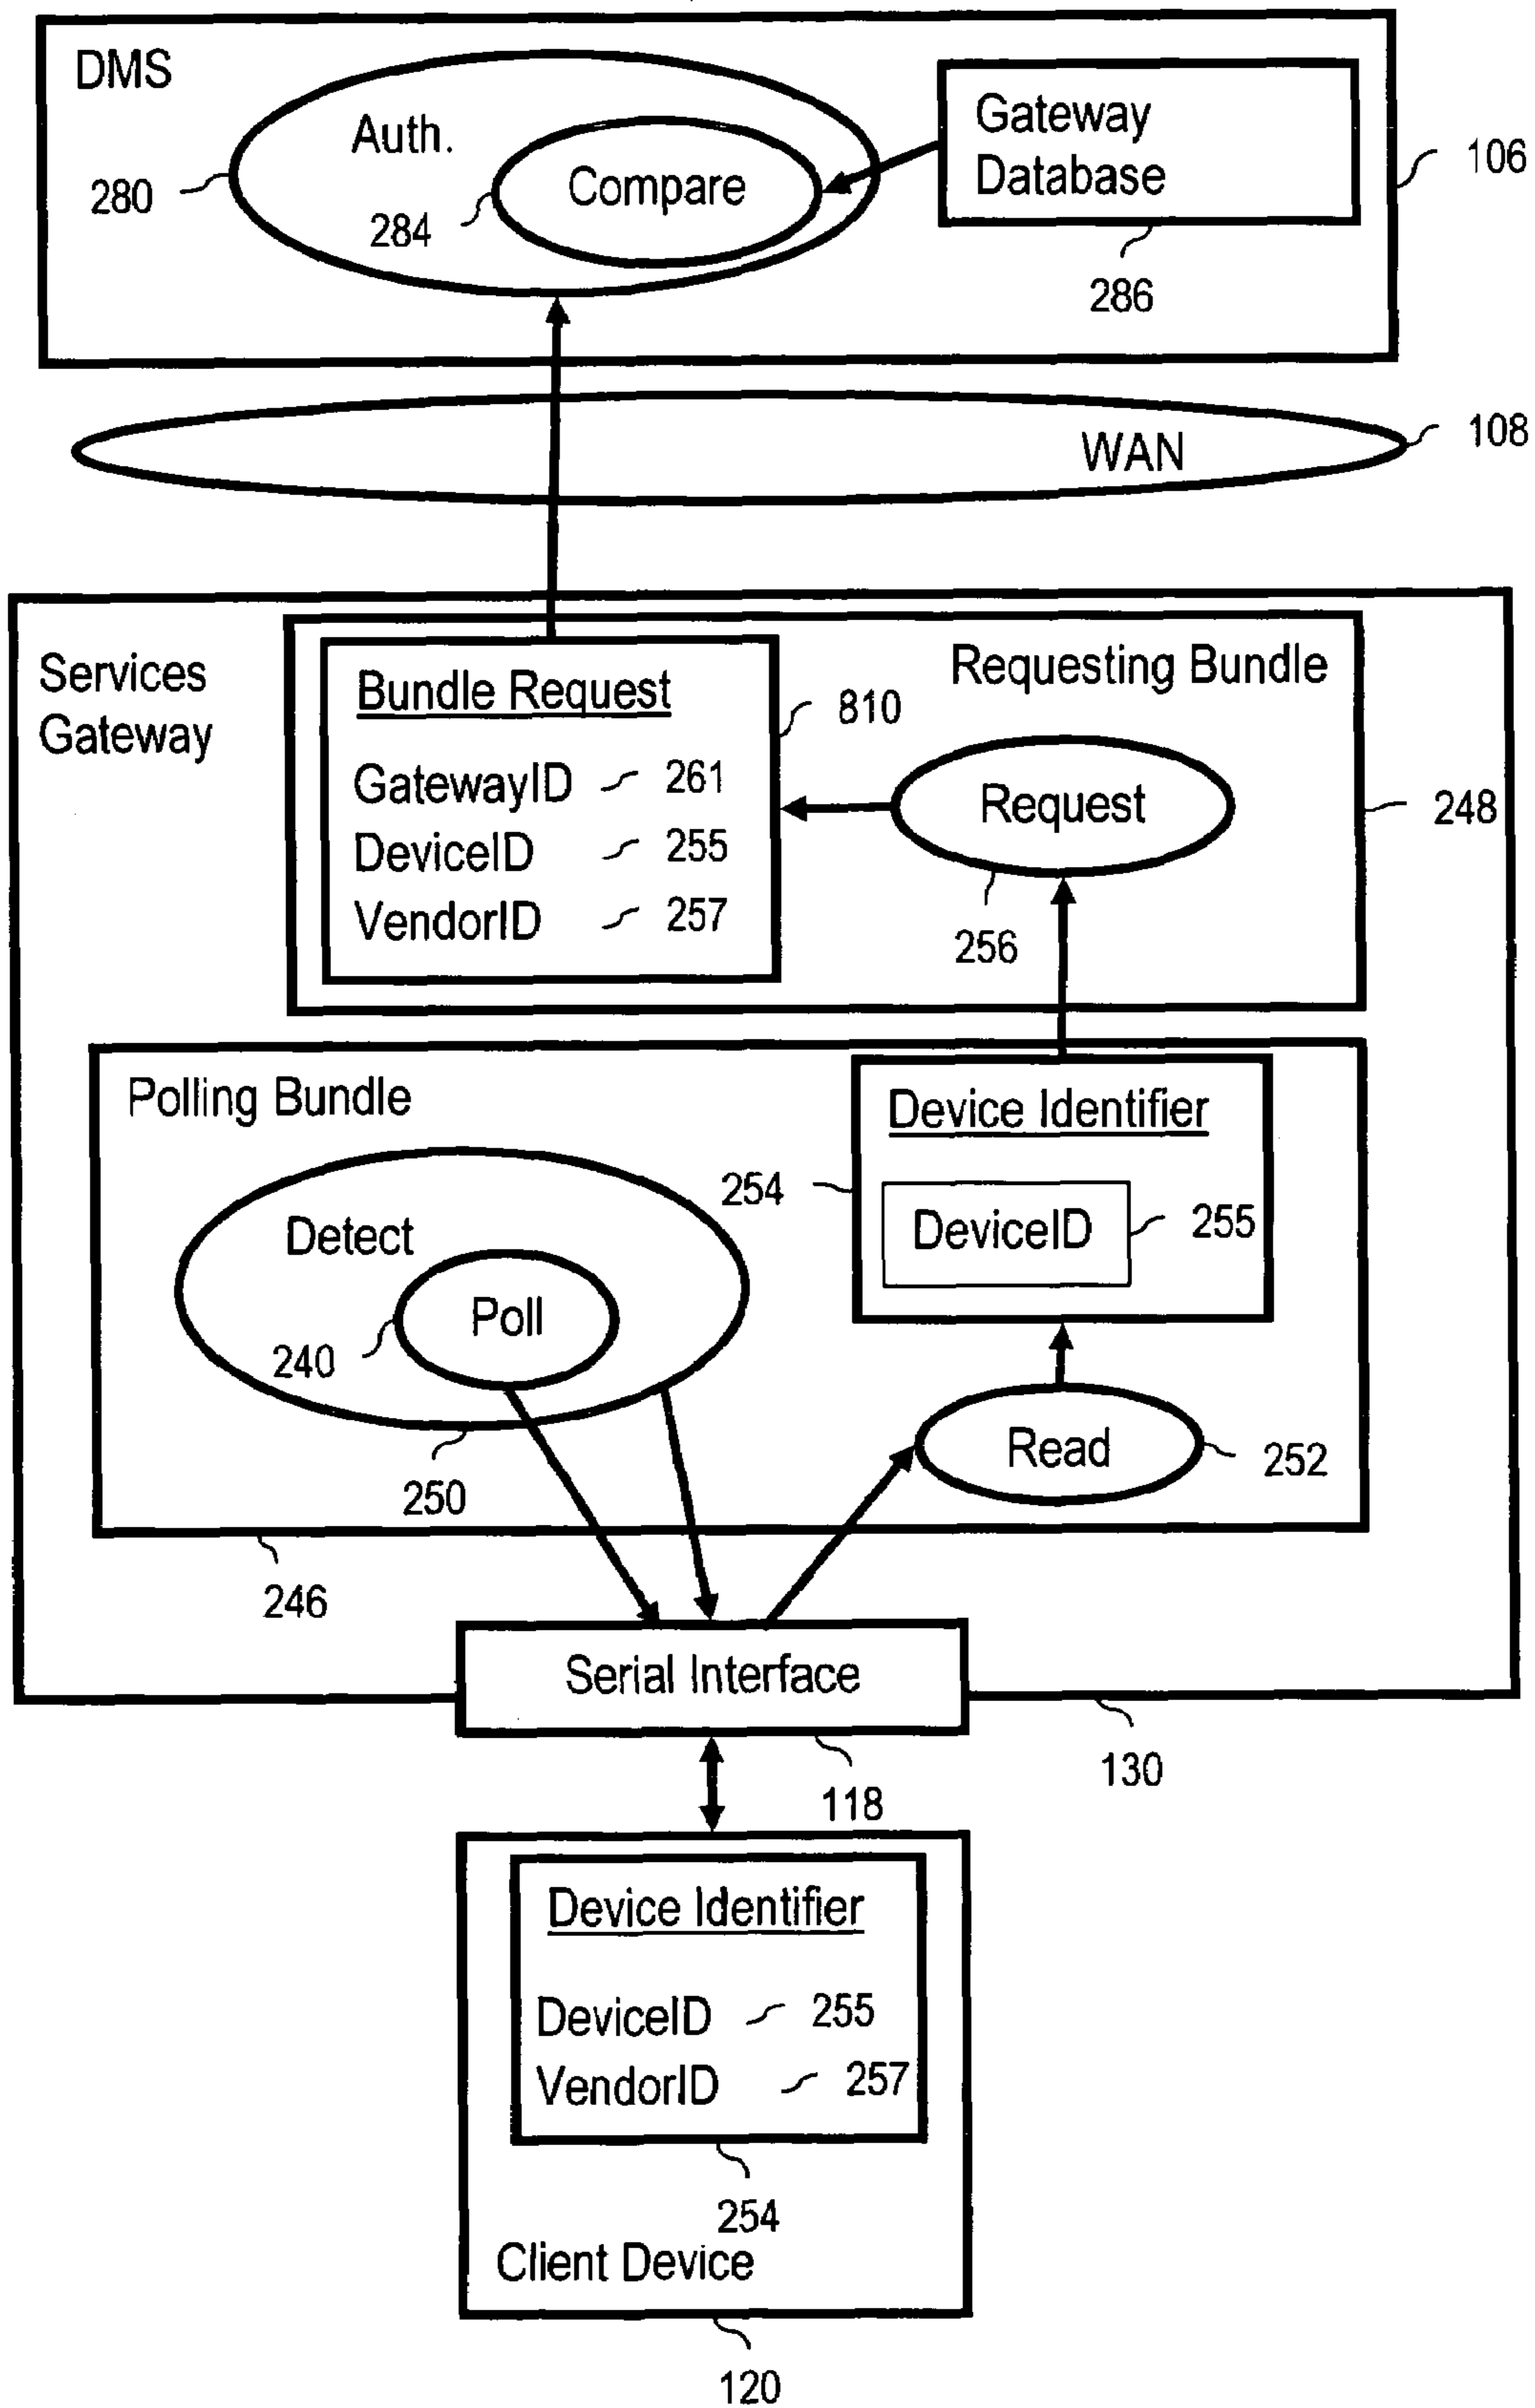 DMS
Auth.
Compare
Gateway
Database
280
284
286
106
WAN
108
Services
Gateway
Requesting Bundle
Bundle Request
810
GatewayID 261
DeviceID 255
VendorID 257
Request
256
248
Polling Bundle
Device Identifier
254
DeviceID 255
Detect
Poll
240
250
Read
252
246
Serial Interface
118
130
Device Identifier
DeviceID 255
VendorID 257
254
Client Device
120